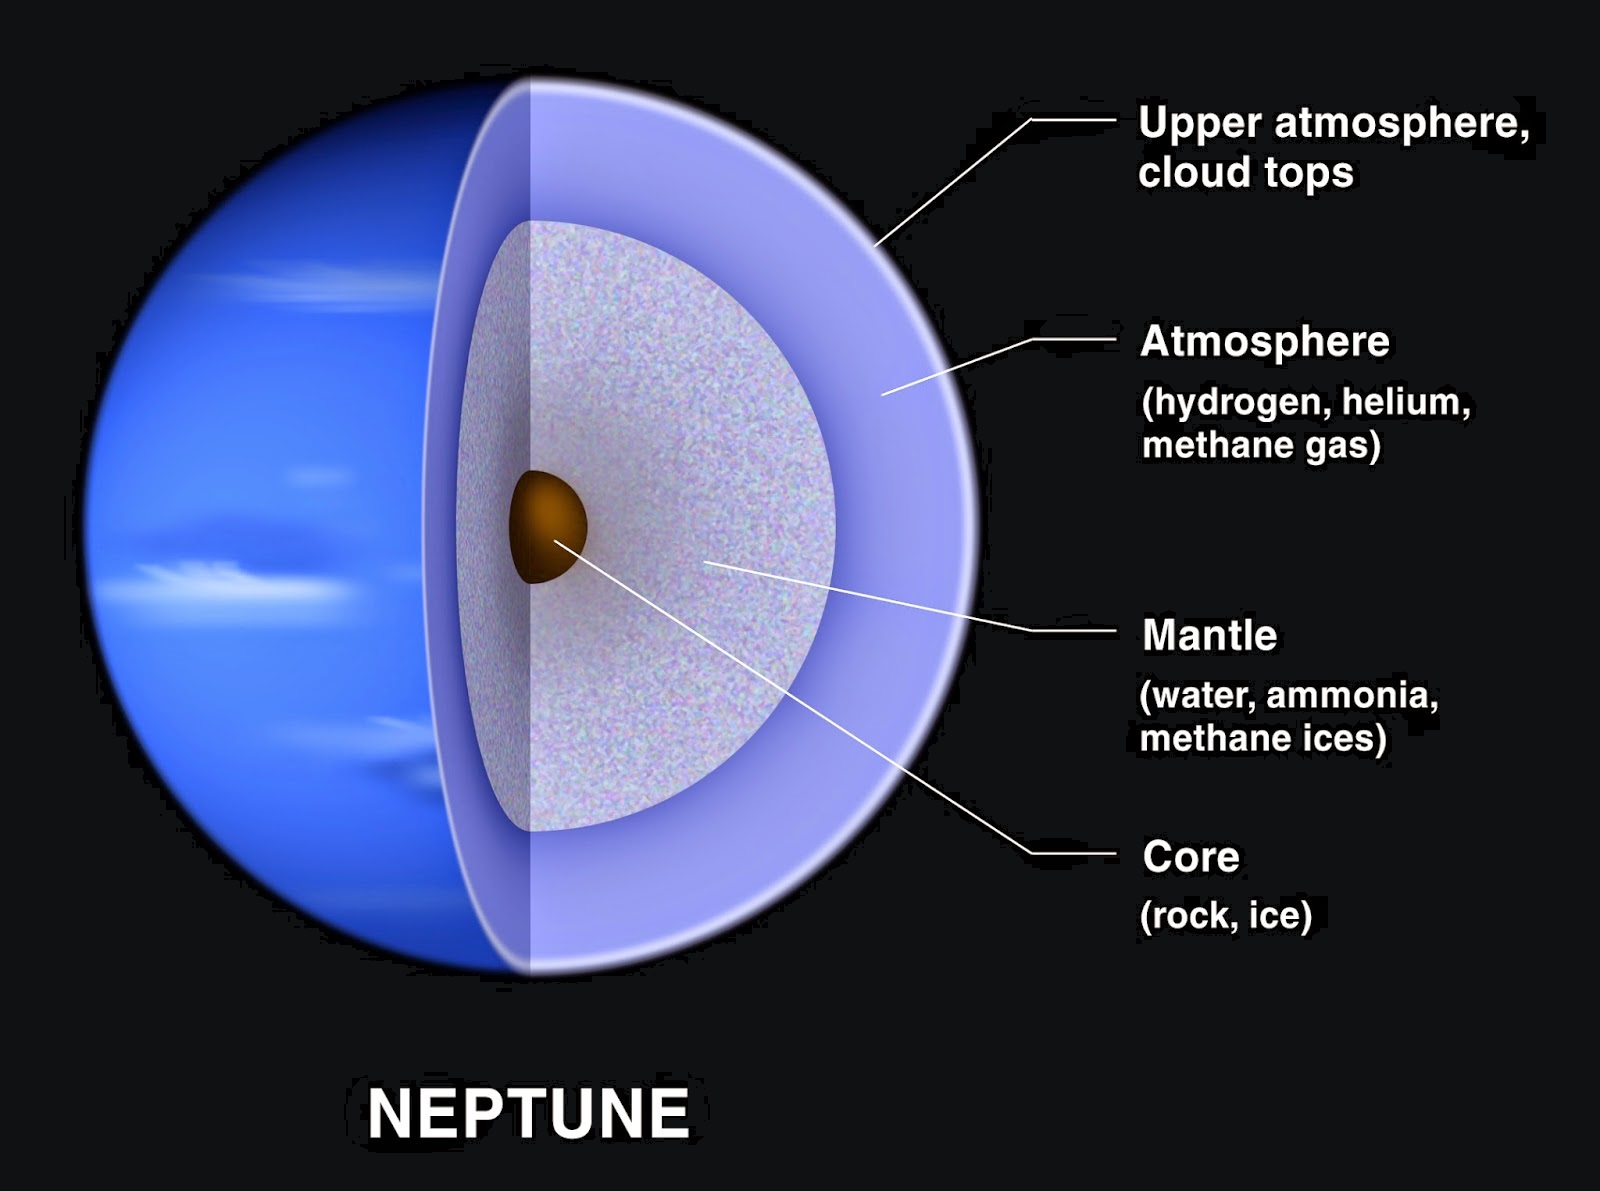 Upper atmosphere,
cloud tops
Atmosphere
(hydrogen, helium,
methane gas)
Mantle
(water, ammonia,
methane ices)
Core
(rock, ice)
NEPTUNE